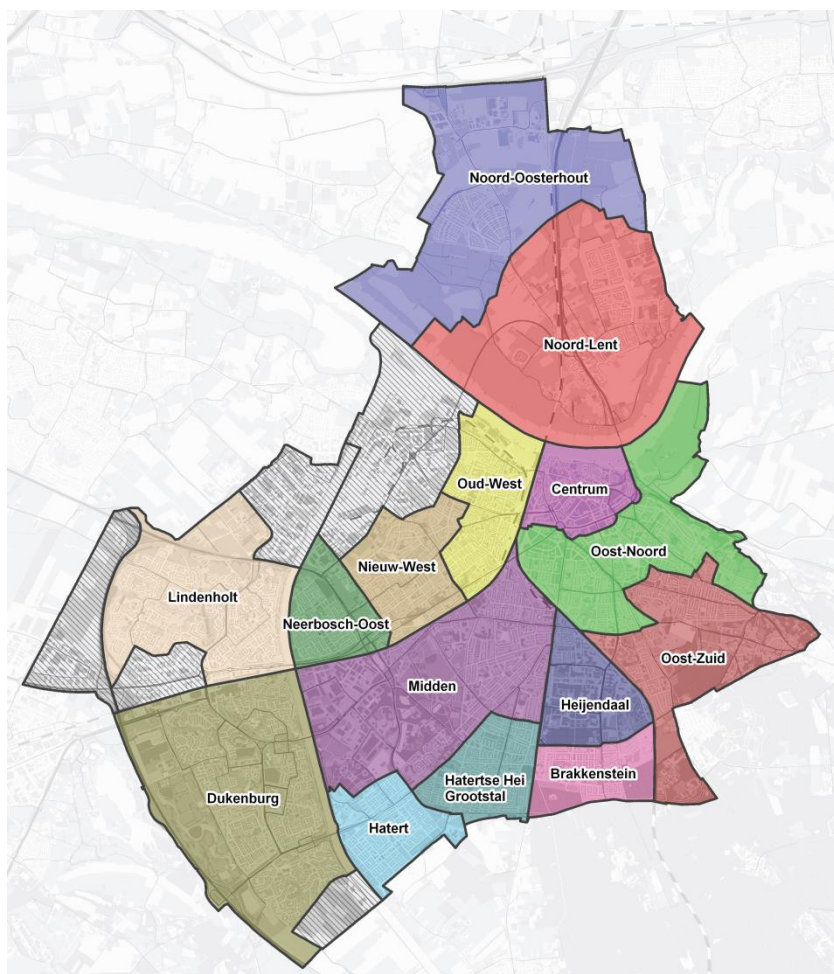 Noord-Oosterhout
Noord-Lent
Oud-West
Centrum
Oost-Noord
Nieuw-West
Lindenholt
Neerbosch-Oost
Oost-Zuid
Midden
Heijendaal
Brakkenstein
Hatertse Hei
Grootstal
Dukenburg
Hatert